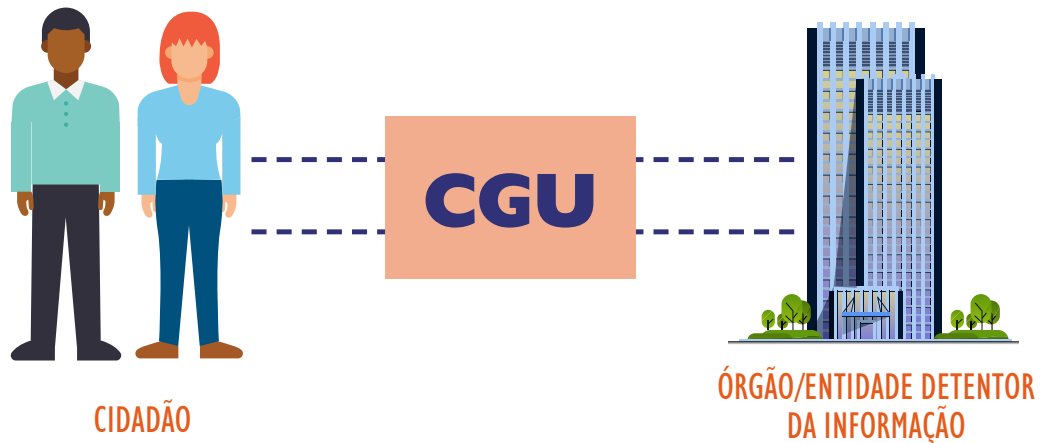 CGU
CIDADÃO
ÓRGÃO/ENTIDADE DETENTOR
DA INFORMAÇÃO